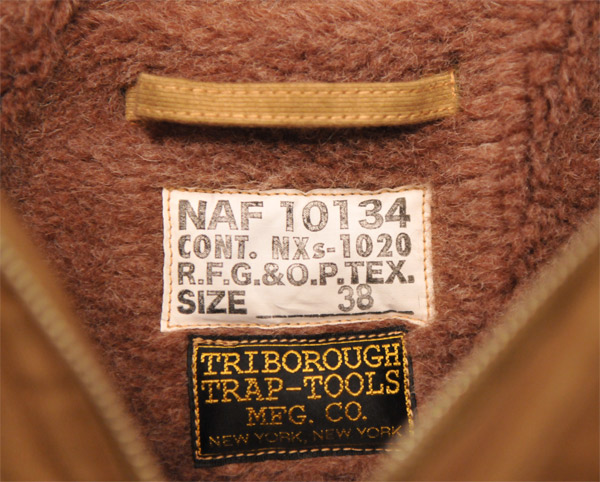 NAF 10134
CONT. NXs-1020
R.F.G.&O.P.TEX.
SIZE 38
TRIBOROUGH
TRAP-TOOLS
MFG. CO.
NEW YORK, NEW YORK